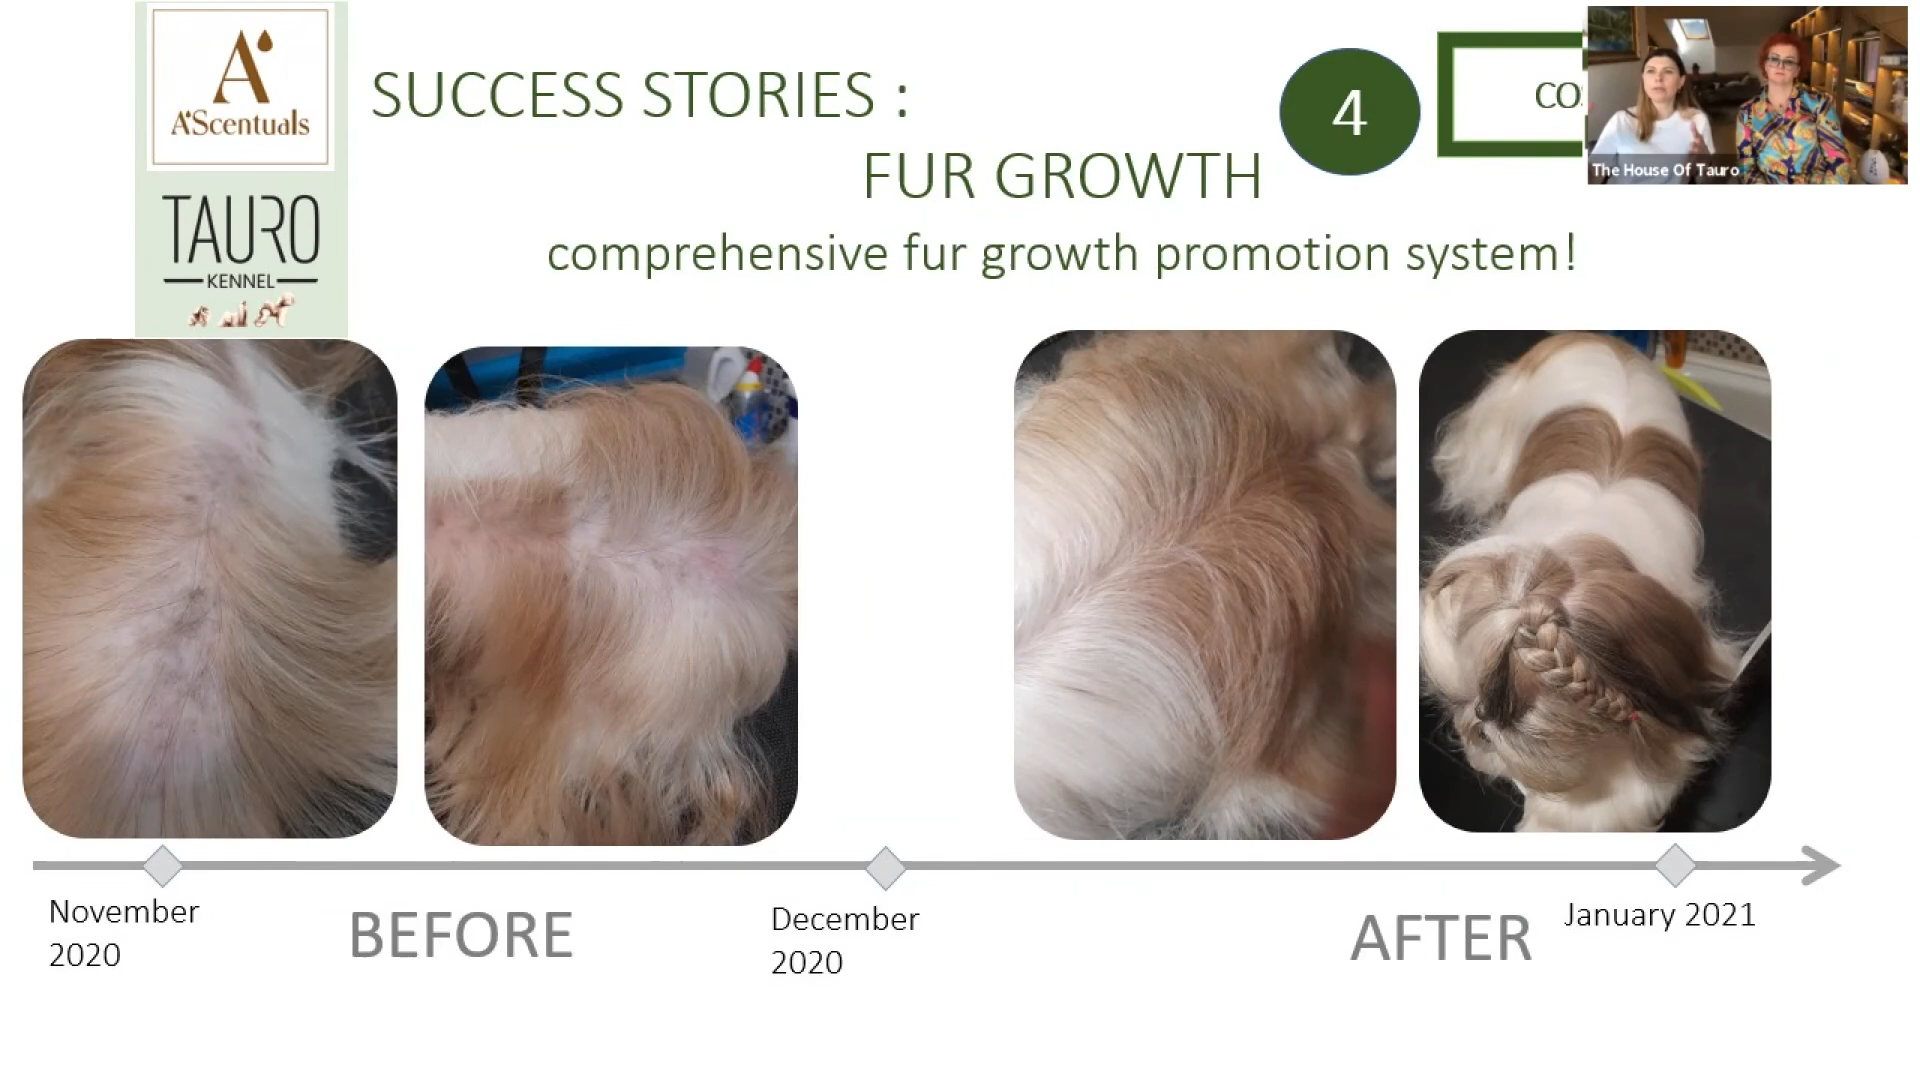 A
A'Scentuals
TAURO
KENNEL
SUCCESS STORIES :
FUR GROWTH
comprehensive fur growth promotion system!
4
The House Of Tauro
November
2020
BEFORE
December
2020
AFTER
January 2021